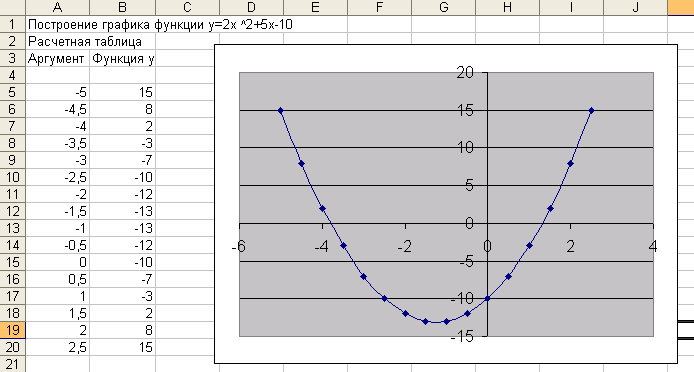 A B C D E F G H I J
1 Построение графика функции y=2x ^2+5x-10
2 Расчетная таблица
3 Аргумент Функция y
4
5 -5 15
6 -4,5 8
7 -4 2
8 -3,5 -3
9 -3 -7
10 -2,5 -10
11 -2 -12
12 -1,5 -13
13 -1 -13
14 -0,5 -12
15 0 -10
16 0,5 -7
17 1 -3
18 1,5 2
19 2 8
20 2,5 15
21
20
15
10
5
0
-6 -4 -2 0 2 4
-5
-10
-15